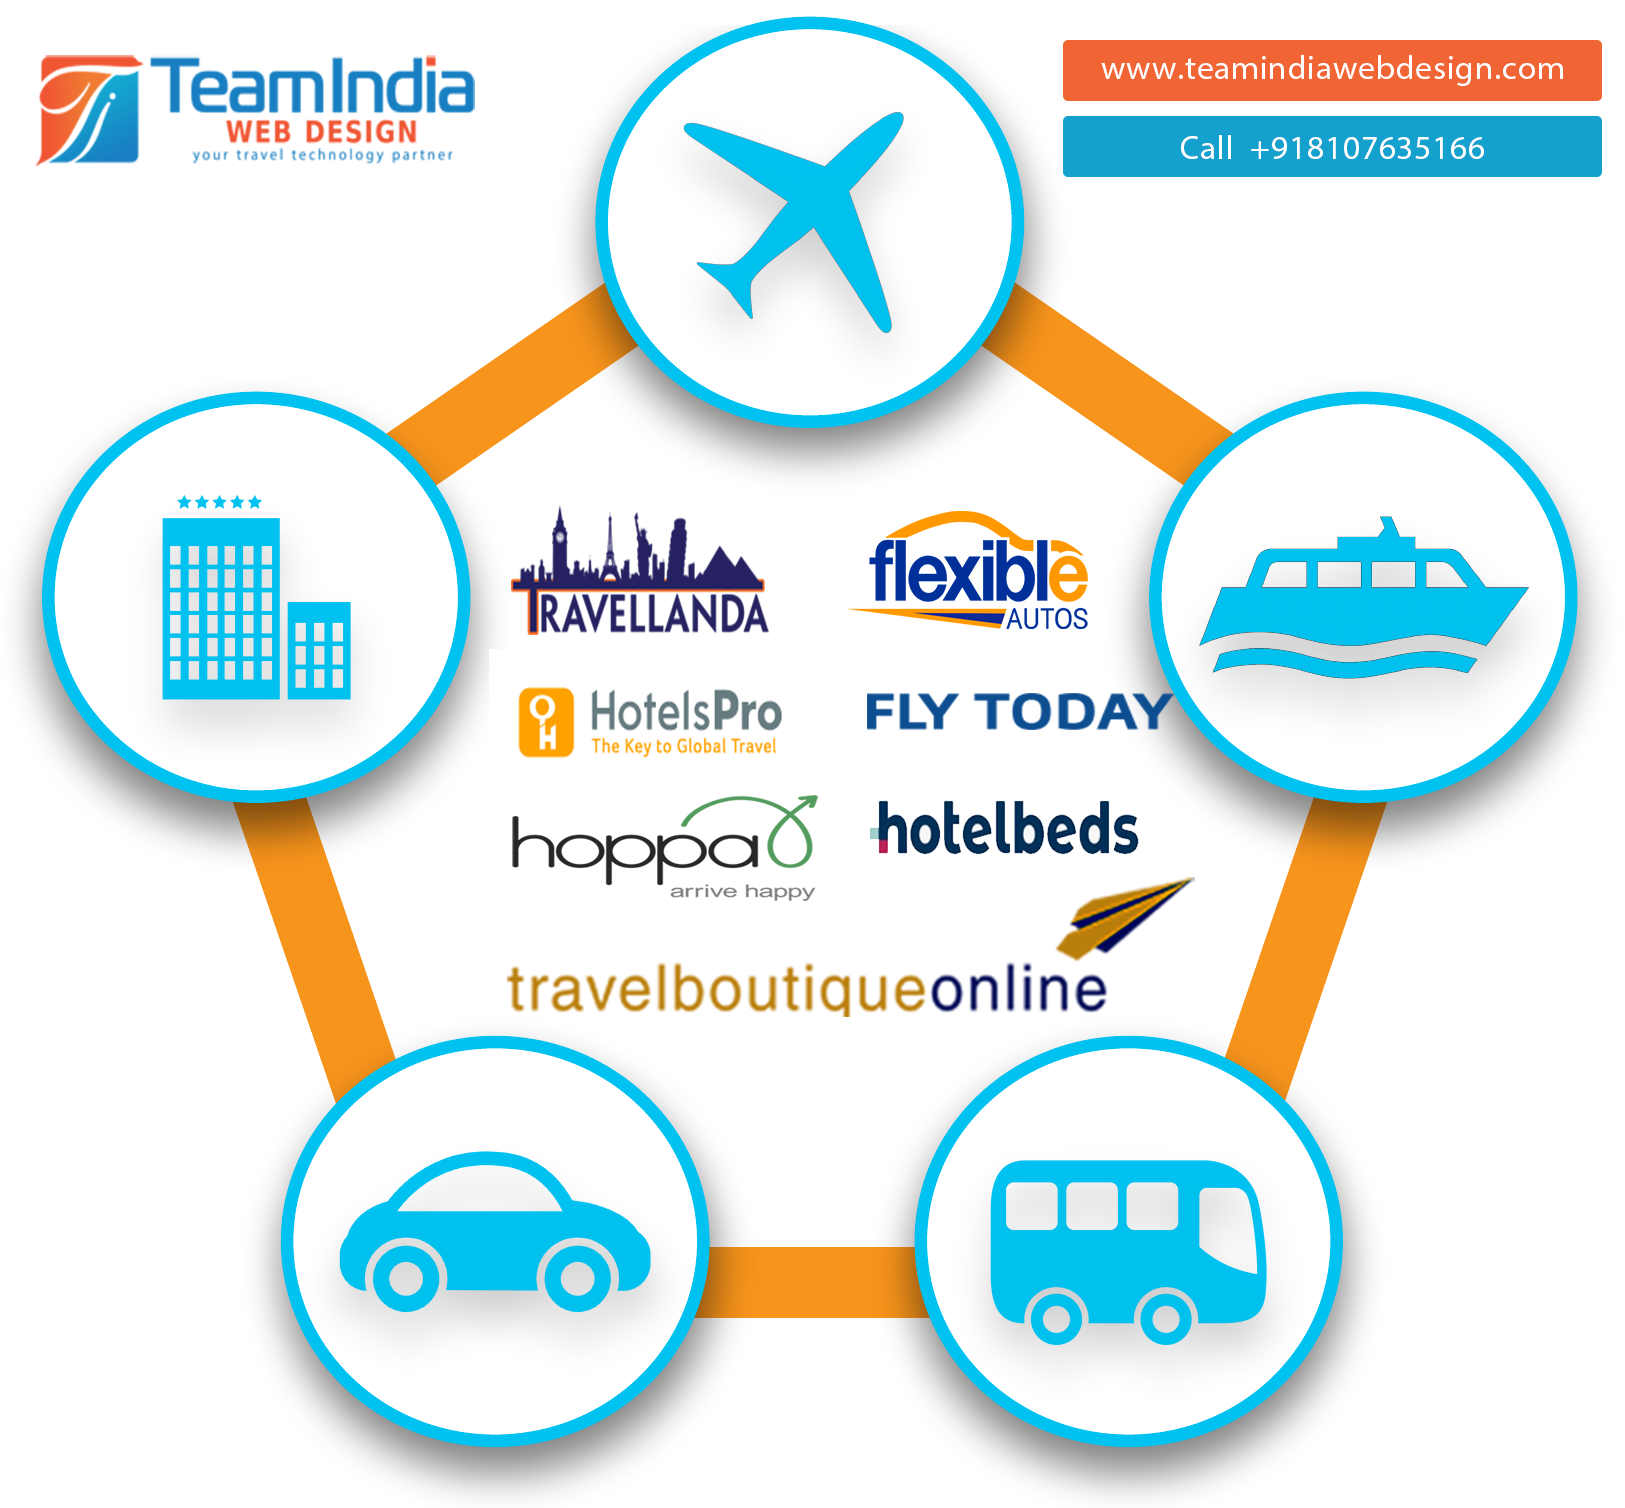 TeamIndia
WEB DESIGN
your travel technology partner
www.teamindiawebdesign.com
Call +918107635166
TRAVELLANDA
flexible
AUTOS
HotelsPro
The Key to Global Travel
FLY TODAY
hoppa
arrive happy
hotelbeds
travelboutiqueonline